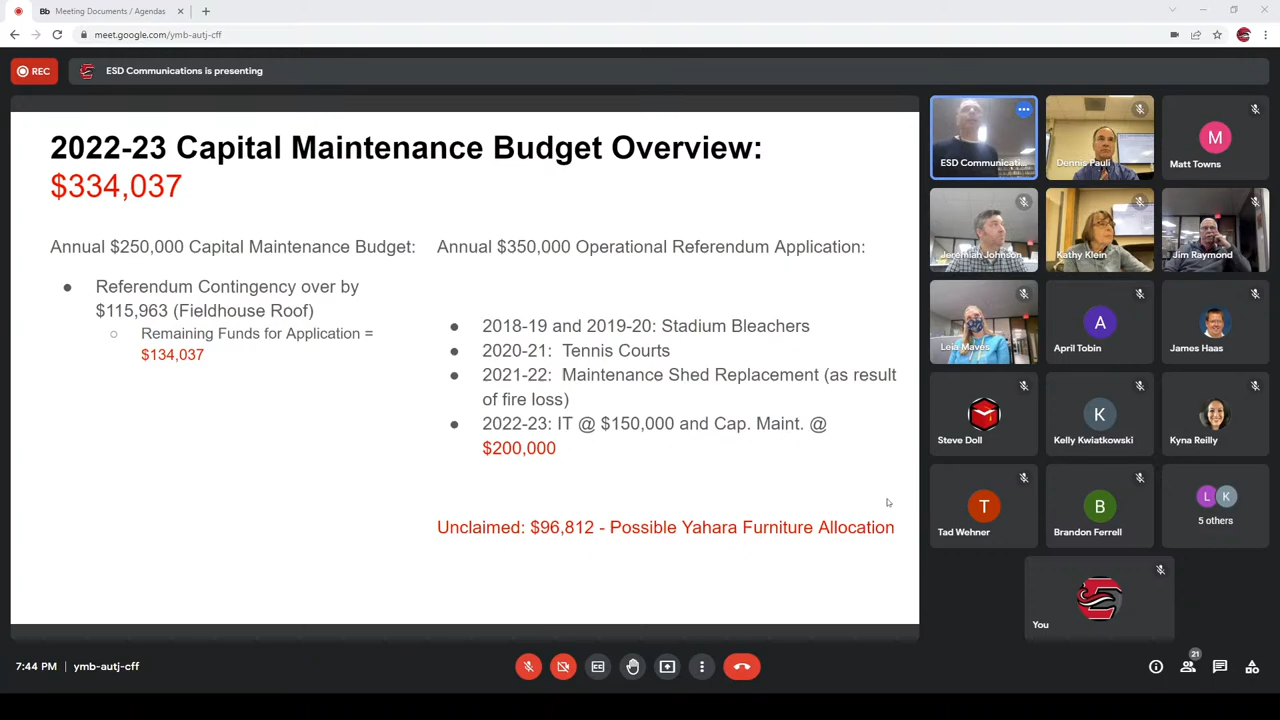 Bb Meeting Documents / Agendas
meet.google.com/ymb-autj-cff
REC
ESD Communications is presenting
2022-23 Capital Maintenance Budget Overview:
$334,037
Annual $250,000 Capital Maintenance Budget:
● Referendum Contingency over by
$115,963 (Fieldhouse Roof)
○ Remaining Funds for Application =
$134,037
Annual $350,000 Operational Referendum Application:
● 2018-19 and 2019-20: Stadium Bleachers
● 2020-21: Tennis Courts
● 2021-22: Maintenance Shed Replacement (as result
of fire loss)
● 2022-23: IT @ $150,000 and Cap. Maint. @
$200,000
Unclaimed: $96,812 - Possible Yahara Furniture Allocation
ESD Communicati...
Dennis Pauli
M
Matt Towns
Jeremiah Johnson
Kathy Klein
Jim Raymond
Leia Maves
A
April Tobin
James Haas
Steve Doll
K
Kelly Kwiatkowski
Kyna Reilly
T
Tad Wehner
B
Brandon Ferrell
L K
5 others
You
7:44 PM | ymb-autj-cff
CC
21